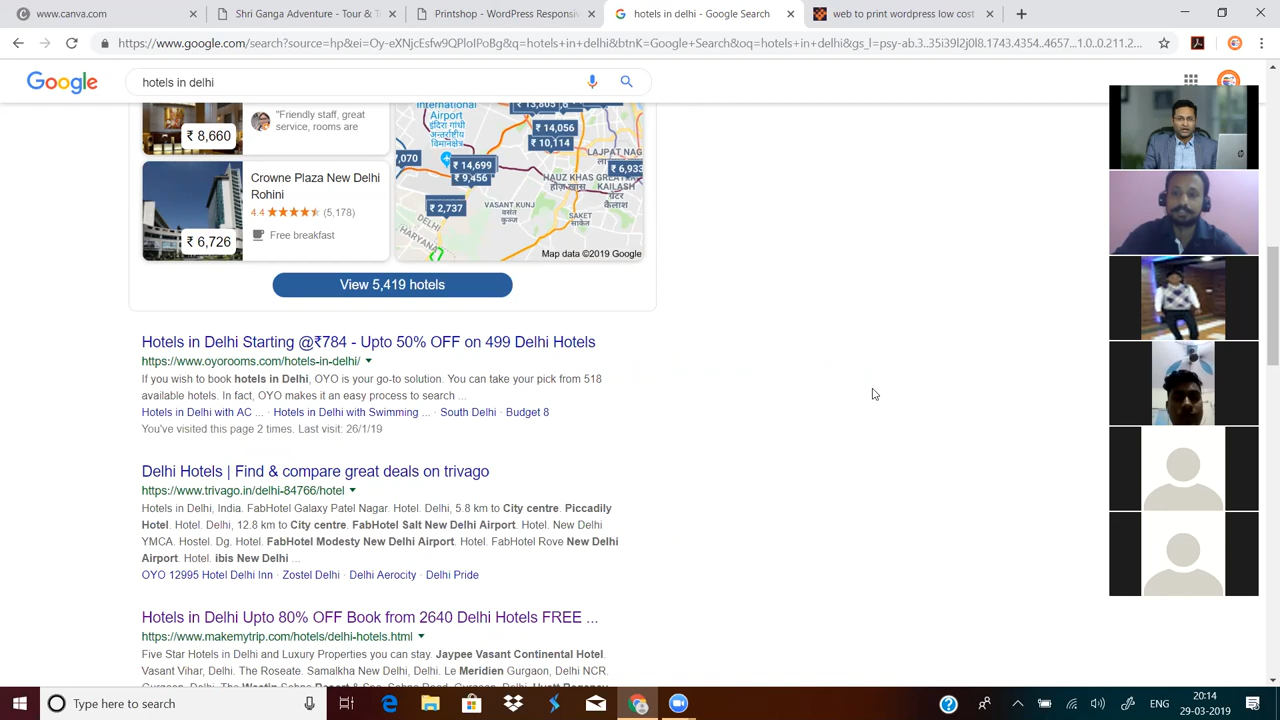 www.canva.com
Shri Ganga Adventure - Tour & T
Printshop - WordPress Responsiv
hotels in delhi - Google Search
web to print wordpress low cost
https://www.google.com/search?source=hp&ei=Oy-eXNjcEsfw9QPloIPoBg&q=hotels+in+delhi&btnK=Google+Search&oq=hotels+in+delhi&gs_l=psy-ab.3..35i39l2j0l8.1743.4354..4657...1.0..0.211.2...
Google
hotels in delhi
"Friendly staff, great
service, rooms are
₹ 8,660
Crowne Plaza New Delhi
Rohini
4.4 (5,178)
Free breakfast
₹ 6,726
International
Airport
इंदिरा गांधी
₹ 14,056
₹ 10,114
LAJPAT NAG
,070
₹ 14,699
₹ 9,456
₹ 6,933
HAUZ KHAS
GREATER
KAILASH
ग्रेटर
कैलाश
₹ 2,737
VASANT KUNJ
वसंत
कुञ्ज
SAKET
साकेत
DELHI
HARYANA
Map data ©2019 Google
View 5,419 hotels
Hotels in Delhi Starting @₹784 - Upto 50% OFF on 499 Delhi Hotels
https://www.oyorooms.com/hotels-in-delhi/
If you wish to book hotels in Delhi, OYO is your go-to solution. You can take your pick from 518
available hotels. In fact, OYO makes it an easy process to search ...
Hotels in Delhi with AC ... · Hotels in Delhi with Swimming ... · South Delhi · Budget 8
You've visited this page 2 times. Last visit: 26/1/19
Delhi Hotels | Find & compare great deals on trivago
https://www.trivago.in/delhi-84766/hotel
Hotels in Delhi, India. FabHotel Galaxy Patel Nagar. Hotel. Delhi, 5.8 km to City centre. Piccadily
Hotel. Hotel. Delhi, 12.8 km to City centre. FabHotel Salt New Delhi Airport. Hotel. New Delhi
YMCA. Hostel. Dg. Hotel. FabHotel Modesty New Delhi Airport. Hotel. FabHotel Rove New Delhi
Airport. Hotel. ibis New Delhi ...
OYO 12995 Hotel Delhi Inn · Zostel Delhi · Delhi Aerocity · Delhi Pride
Hotels in Delhi Upto 80% OFF Book from 2640 Delhi Hotels FREE ...
https://www.makemytrip.com/hotels/delhi-hotels.html
Five Star Hotels in Delhi and Luxury Properties you can stay. Jaypee Vasant Continental Hotel.
Vasant Vihar, Delhi. The Roseate. Samalkha New Delhi, Delhi. Le Meridien Gurgaon, Delhi NCR.
Type here to search
ENG
20:14
29-03-2019